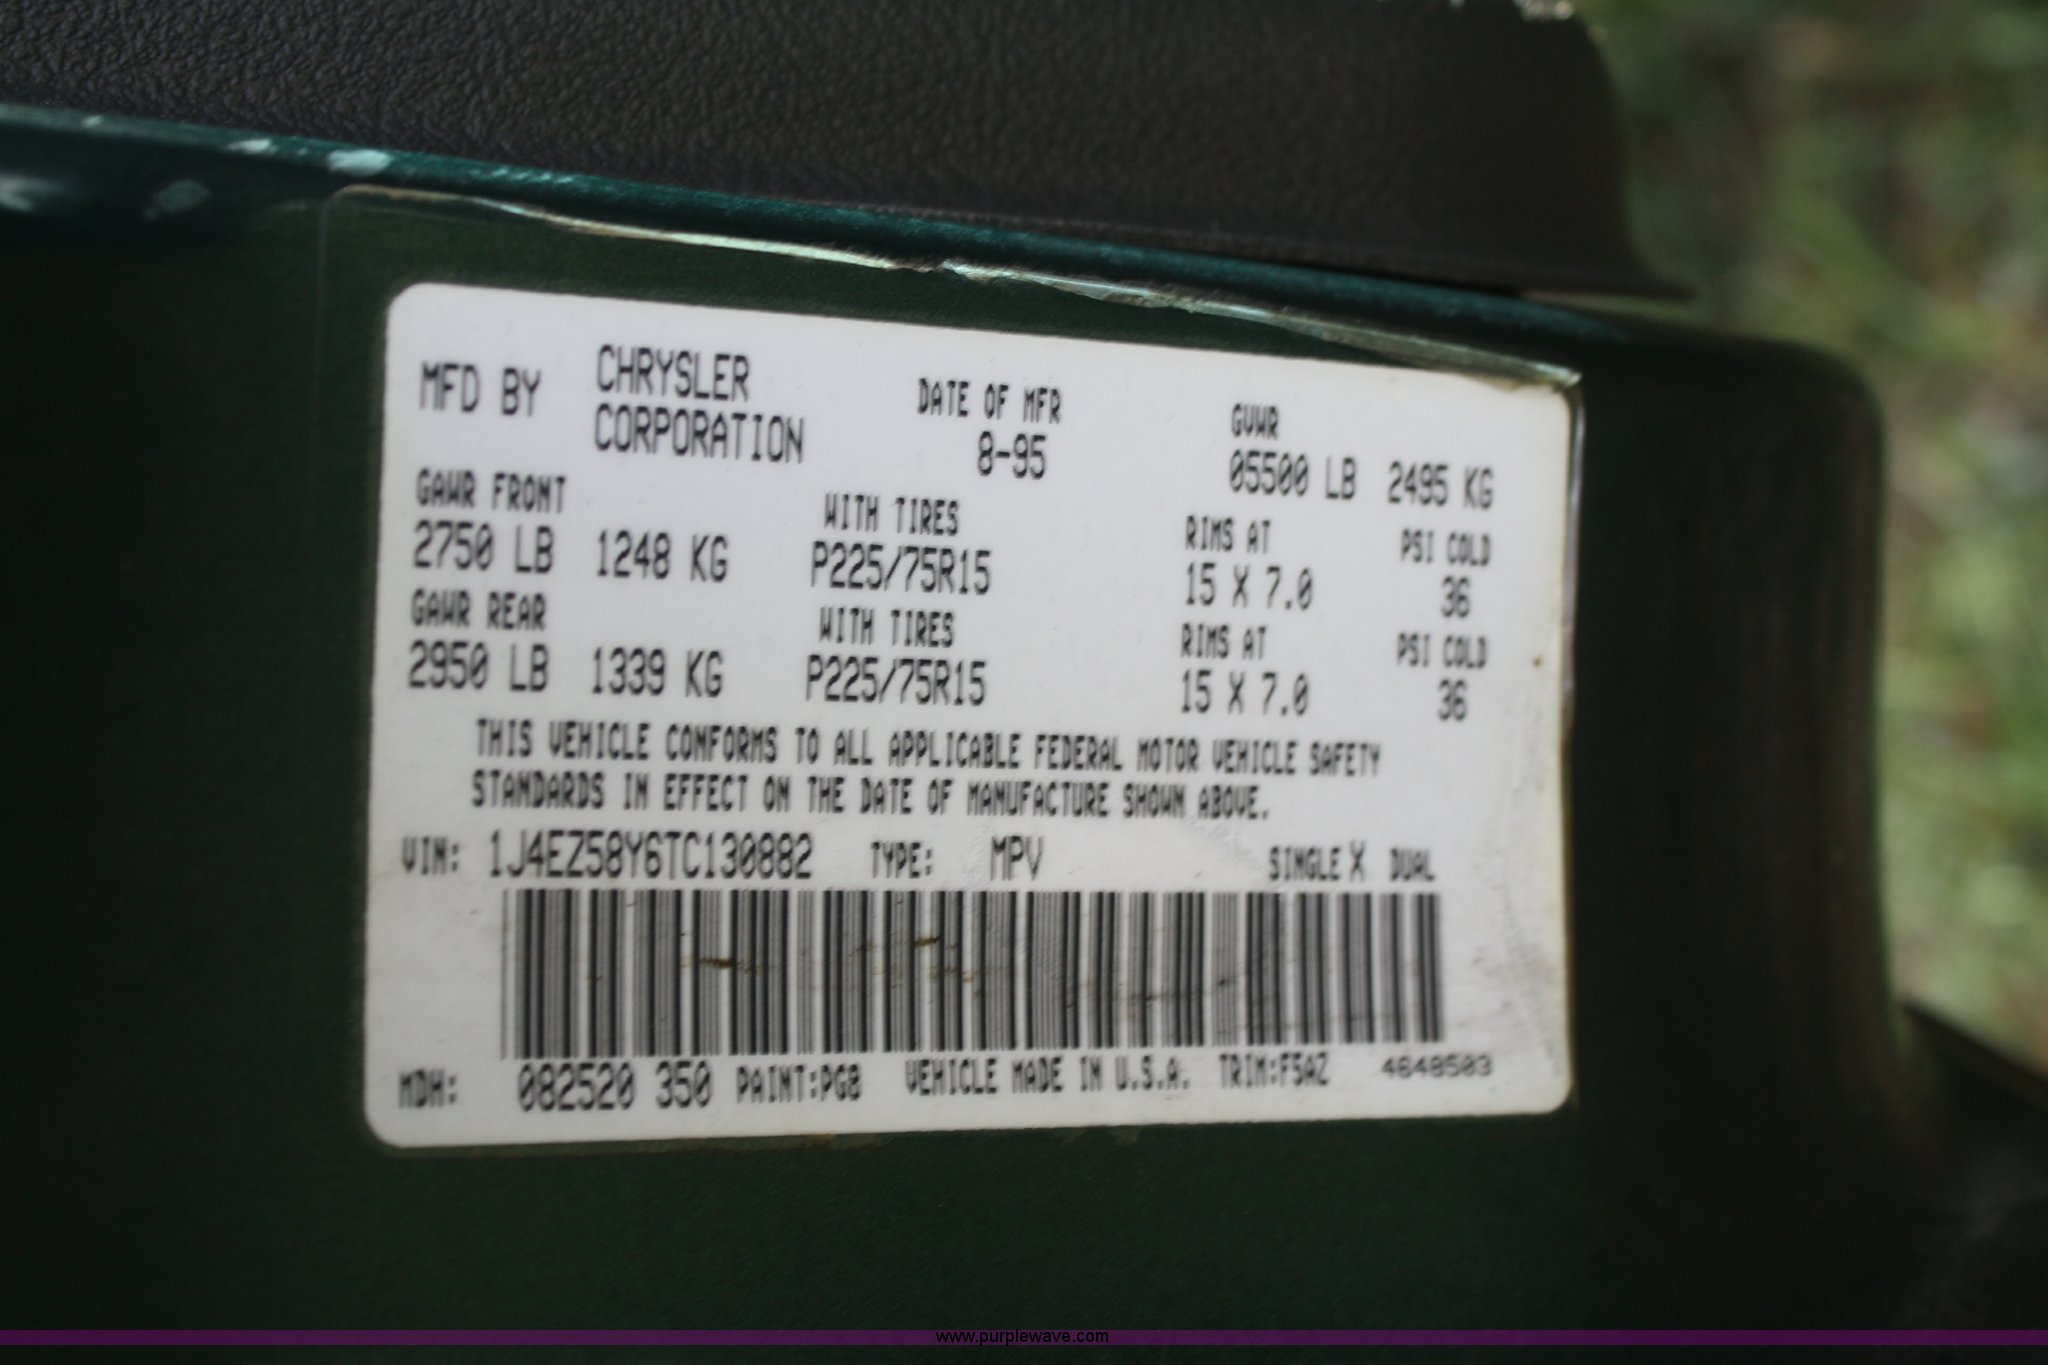 MFD BY CHRYSLER CORPORATION DATE OF MFR 8-95 GVWR 05500 LB 2495 KG
GAWR FRONT WITH TIRES RIMS AT PSI COLD
2750 LB 1248 KG P225/75R15 15 X 7.0 36
GAWR REAR WITH TIRES RIMS AT PSI COLD
2950 LB 1339 KG P225/75R15 15 X 7.0 36
THIS VEHICLE CONFORMS TO ALL APPLICABLE FEDERAL MOTOR VEHICLE SAFETY
STANDARDS IN EFFECT ON THE DATE OF MANUFACTURE SHOWN ABOVE.
VIN: 1J4EZ58Y6TC130882 TYPE: MPV SINGLE X DUAL
MDH: 082520 350 PAINT:PG8 VEHICLE MADE IN U.S.A. TRIM:F5AZ 4648503
www.purplewave.com